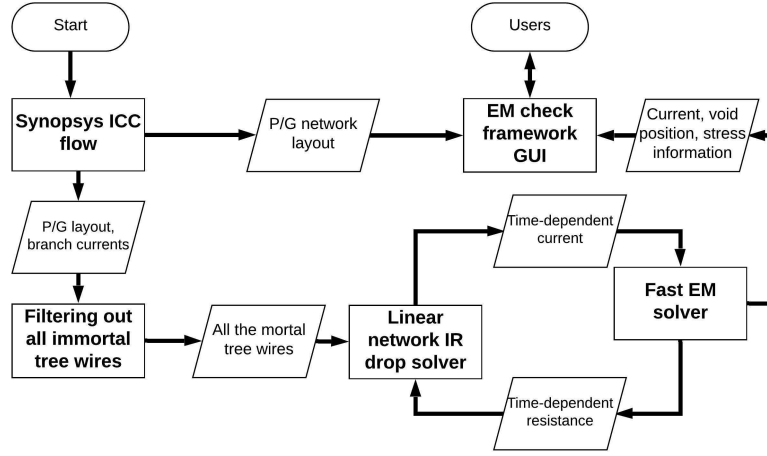 Start
Users
Synopsys ICC
flow
P/G network
layout
EM check
framework
GUI
Current, void
position, stress
information
P/G layout,
branch currents
Time-dependent
current
Filtering out
all immortal
tree wires
All the mortal
tree wires
Linear
network IR
drop solver
Fast EM
solver
Time-dependent
resistance